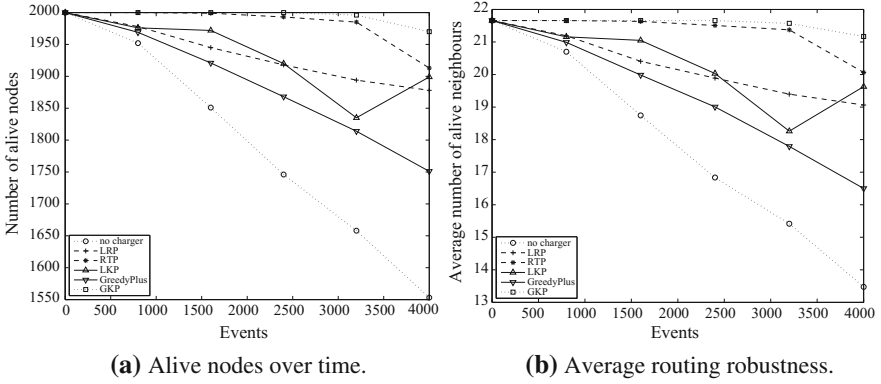 2000
1950
1900
1850
1800
1750
1700
1650
1600
1550
Number of alive nodes
no charger
LRP
RTP
LKP
GreedyPlus
GKP
0 500 1000 1500 2000 2500 3000 3500 4000
Events
(a) Alive nodes over time.
22
21
20
19
18
17
16
15
14
13
Average number of alive neighbours
no charger
LRP
RTP
LKP
GreedyPlus
GKP
0 500 1000 1500 2000 2500 3000 3500 4000
Events
(b) Average routing robustness.